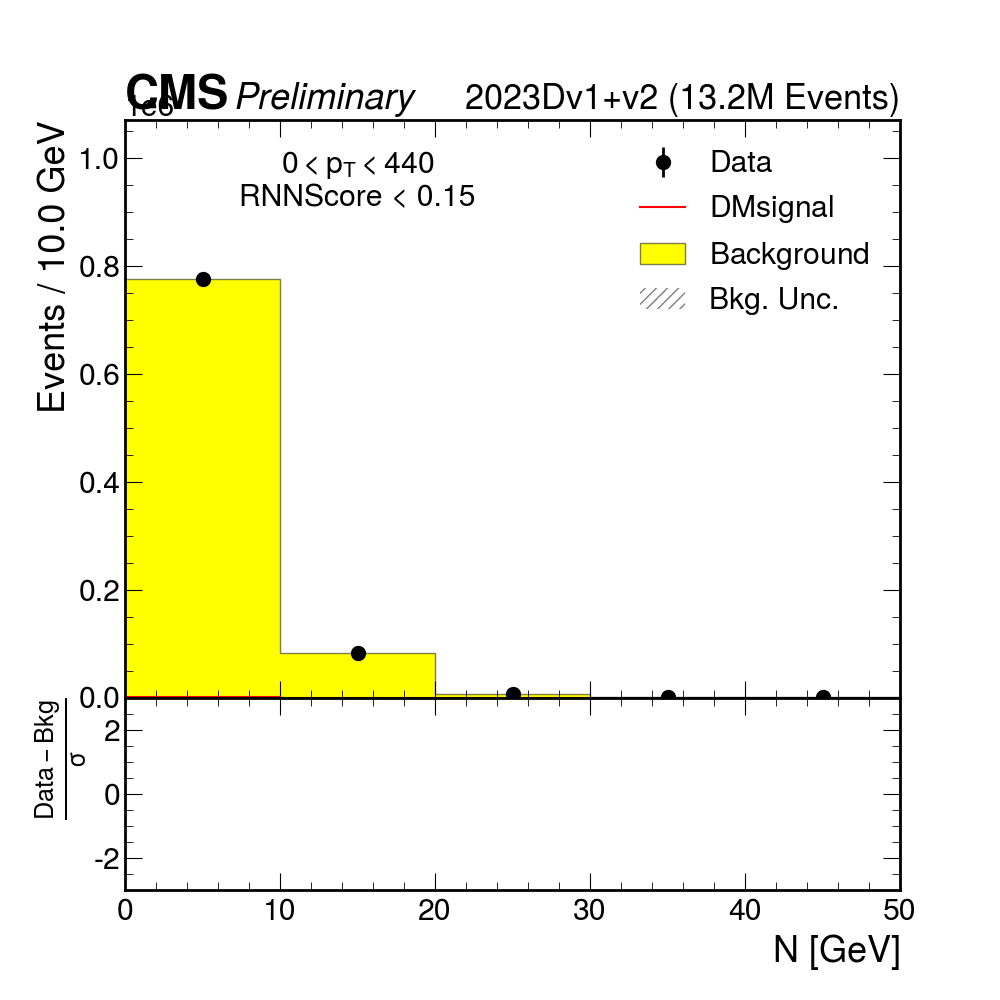 CMS Preliminary 2023Dv1+v2 (13.2M Events)
1e6
Events / 10.0 GeV
1.0
0.8
0.6
0.4
0.2
0.0
0 < pT < 440
RNNScore < 0.15
Data
DMsignal
Background
Bkg. Unc.
Data – Bkg
σ
2
0
-2
0 10 20 30 40 50
N [GeV]